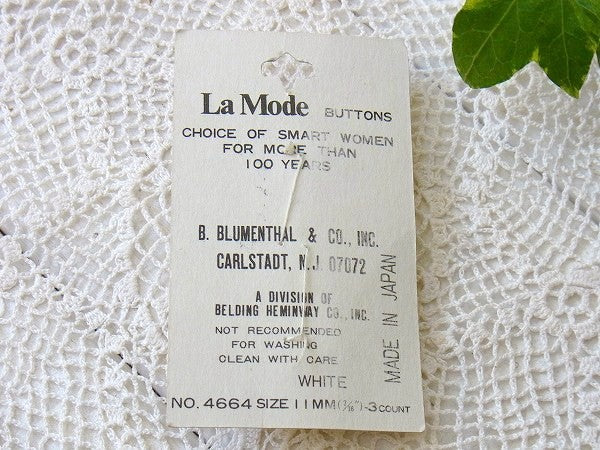 La Mode BUTTONS
CHOICE OF SMART WOMEN
FOR MORE THAN
100 YEARS
B. BLUMENTHAL & CO., INC.
CARLSTADT, N.J. 07072
A DIVISION OF
BELDING HEMINWAY CO., INC.
NOT RECOMMENDED
FOR WASHING
CLEAN WITH CARE
WHITE
MADE IN JAPAN
NO. 4664 SIZE 11MM(7/16")-3 COUNT